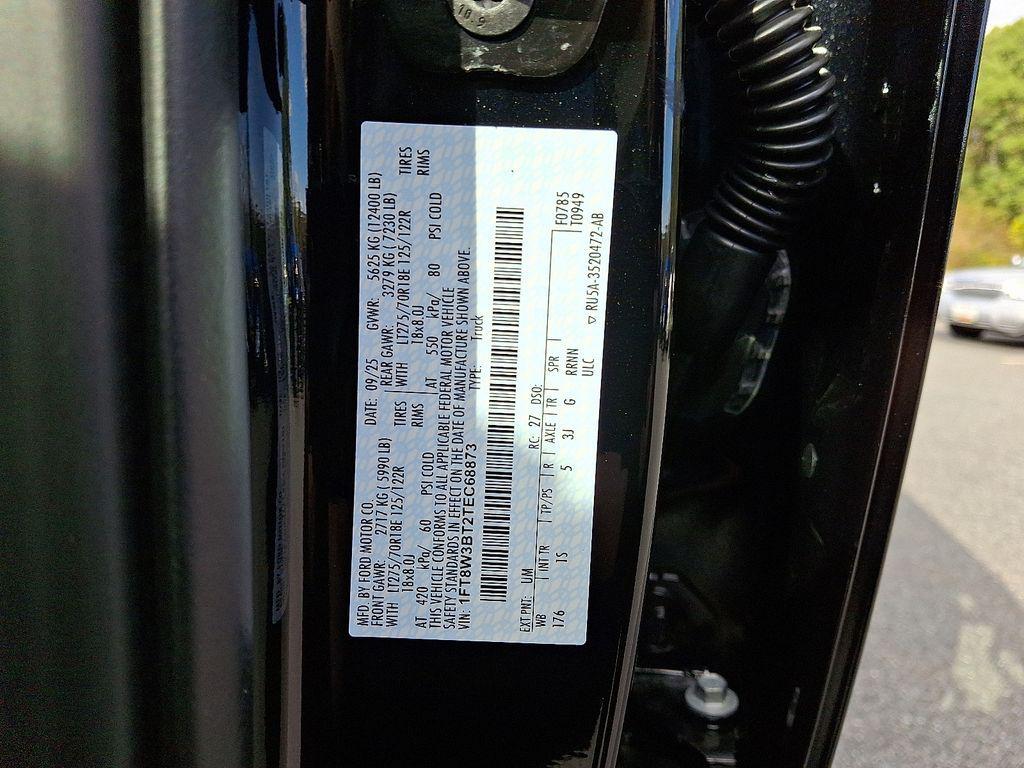 MFD. BY FORD MOTOR CO.
DATE: 09/25 GVWR: 5625 KG (12400 LB)
FRONT GAWR: 2717 KG ( 5990 LB) REAR GAWR: 3279 KG ( 7230 LB)
WITH LT275/70R18E 125/122R TIRES WITH LT275/70R18E 125/122R TIRES
18x8.0J RIMS 18x8.0J RIMS
AT 420 kPa/ 60 PSI COLD AT 550 kPa/ 80 PSI COLD
THIS VEHICLE CONFORMS TO ALL APPLICABLE FEDERAL MOTOR VEHICLE
SAFETY STANDARDS IN EFFECT ON THE DATE OF MANUFACTURE SHOWN ABOVE.
VIN: 1FT8W3BT2TEC68873 TYPE: Truck
EXT PNT: UM RC: 27 DSO: F0785
WB INTR TP/PS R AXLE TR SPR T0949
176 1S 5 3J G RRNN
ULC
▽ RU5A-3520472-AB